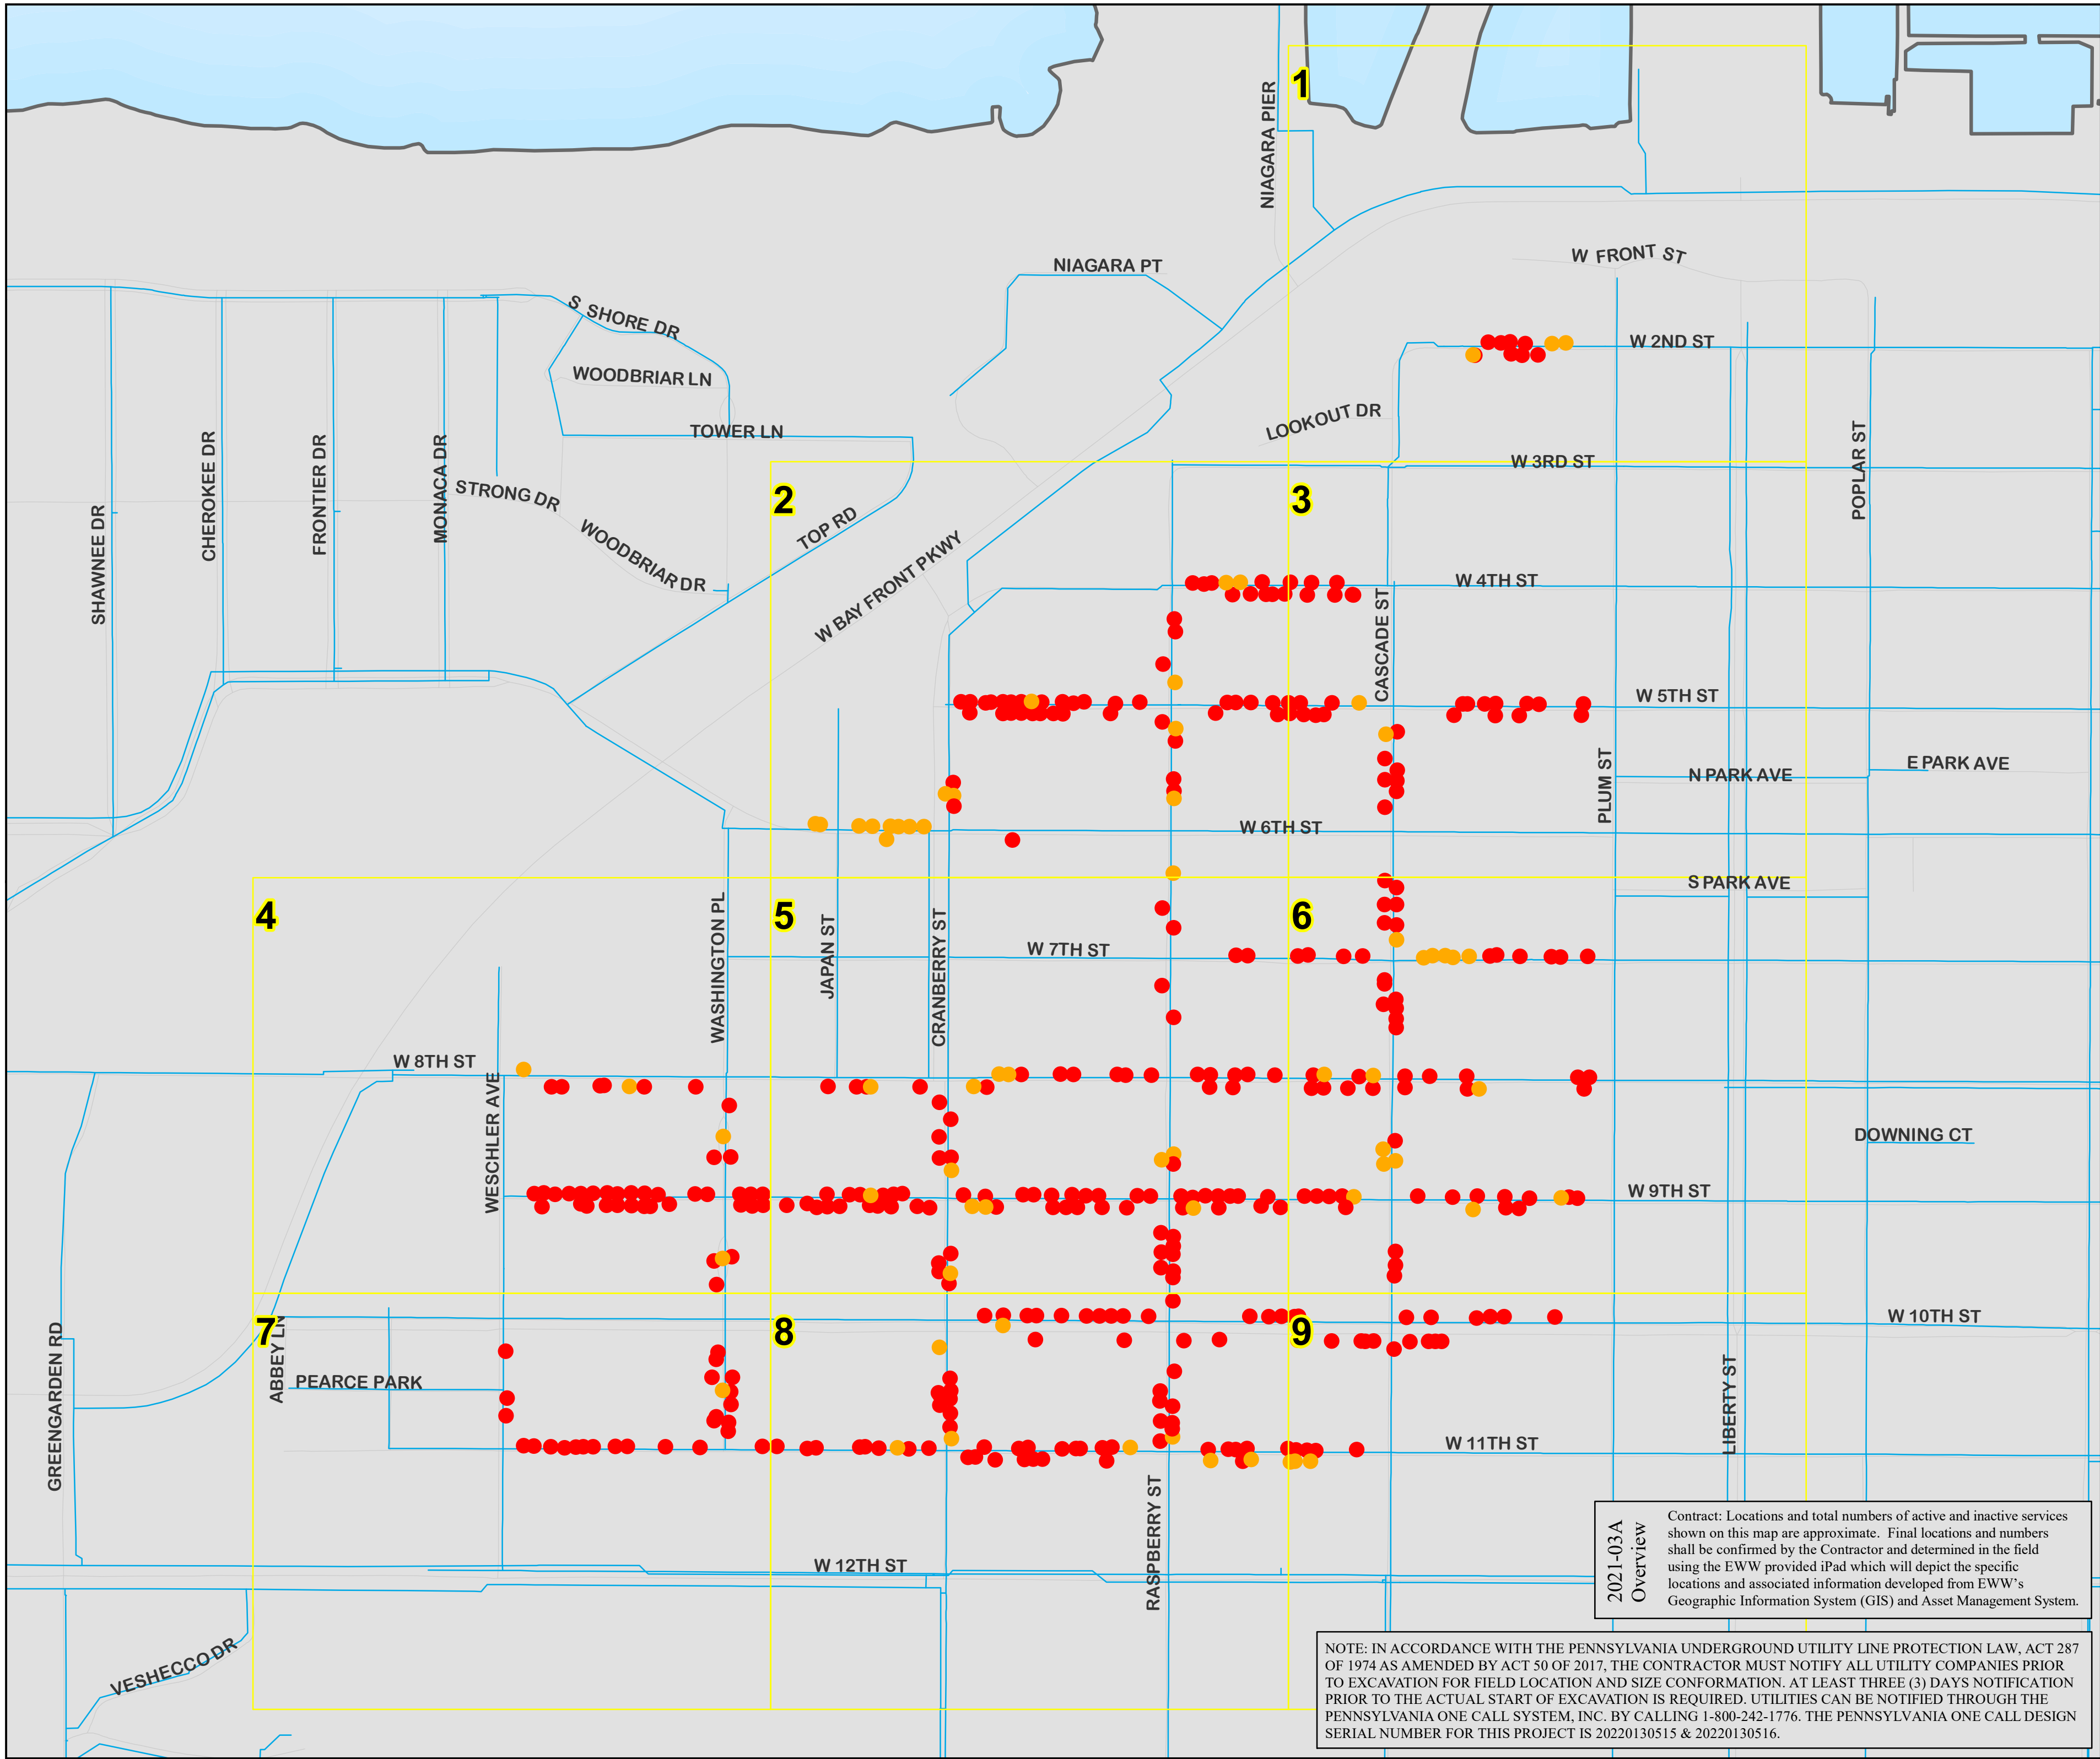 1
NIAGARA PIER
W FRONT ST
NIAGARA PT
S SHORE DR
W 2ND ST
WOODBRIAR LN
LOOKOUT DR
TOWER LN
W 3RD ST
POPLAR ST
CHEROKEE DR
FRONTIER DR
MONACA DR
STRONG DR
2
3
SHAWNEE DR
TOP RD
WOODBRIAR DR
W BAY FRONT PKWY
W 4TH ST
CASCADE ST
W 5TH ST
PLUM ST
N PARK AVE
E PARK AVE
W 6TH ST
S PARK AVE
4
5
6
WASHINGTON PL
JAPAN ST
CRANBERRY ST
W 7TH ST
W 8TH ST
WESCHLER AVE
DOWNING CT
W 9TH ST
W 10TH ST
7
8
9
GREENGARDEN RD
ABBEY LN
PEARCE PARK
LIBERTY ST
W 11TH ST
RASPBERRY ST
W 12TH ST
VESHECCO DR
2021-03A
Overview
Contract: Locations and total numbers of active and inactive services
shown on this map are approximate. Final locations and numbers
shall be confirmed by the Contractor and determined in the field
using the EWW provided iPad which will depict the specific
locations and associated information developed from EWW's
Geographic Information System (GIS) and Asset Management System.
NOTE: IN ACCORDANCE WITH THE PENNSYLVANIA UNDERGROUND UTILITY LINE PROTECTION LAW, ACT 287
OF 1974 AS AMENDED BY ACT 50 OF 2017, THE CONTRACTOR MUST NOTIFY ALL UTILITY COMPANIES PRIOR
TO EXCAVATION FOR FIELD LOCATION AND SIZE CONFORMATION. AT LEAST THREE (3) DAYS NOTIFICATION
PRIOR TO THE ACTUAL START OF EXCAVATION IS REQUIRED. UTILITIES CAN BE NOTIFIED THROUGH THE
PENNSYLVANIA ONE CALL SYSTEM, INC. BY CALLING 1-800-242-1776. THE PENNSYLVANIA ONE CALL DESIGN
SERIAL NUMBER FOR THIS PROJECT IS 20220130515 & 20220130516.